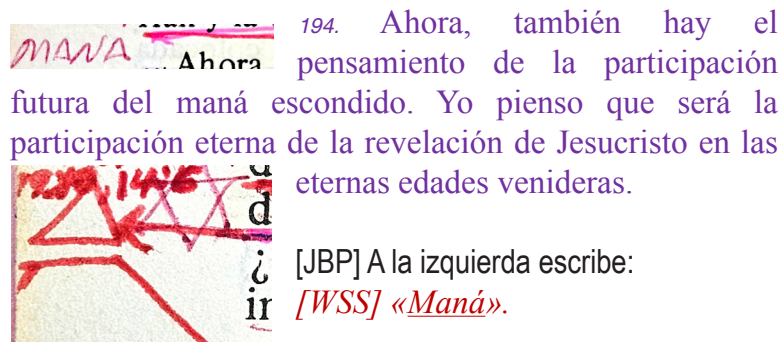 MANA Ahora
194. Ahora, también hay el
pensamiento de la participación
futura del maná escondido. Yo pienso que será la
participación eterna de la revelación de Jesucristo en las
eternas edades venideras.
[JBP] A la izquierda escribe:
[WSS] «Maná».